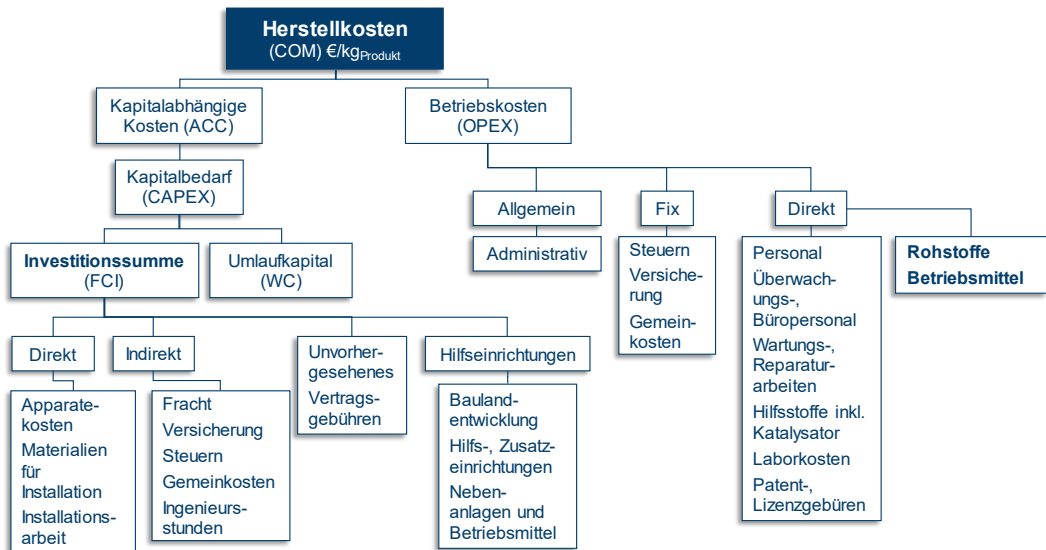 Herstellkosten
(COM) €/kgProdukt
Kapitalabhängige
Kosten (ACC)
Betriebskosten
(OPEX)
Kapitalbedarf
(CAPEX)
Allgemein
Fix
Direkt
Investitionssumme
(FCI)
Umlaufkapital
(WC)
Administrativ
Steuern
Versiche-
rung
Gemein-
kosten
Personal
Überwach-
ungs-,
Büropersonal
Wartungs-,
Reparatur-
arbeiten
Hilfsstoffe inkl.
Katalysator
Laborkosten
Patent-,
Lizenzgebüren
Rohstoffe
Betriebsmittel
Direkt
Indirekt
Unvorher-
gesehenes
Vertrags-
gebühren
Hilfseinrichtungen
Apparate-
kosten
Materialien
für
Installation
Installations-
arbeit
Fracht
Versicherung
Steuern
Gemeinkosten
Ingenieurs-
stunden
Bauland-
entwicklung
Hilfs-, Zusatz-
einrichtungen
Neben-
anlagen und
Betriebsmittel